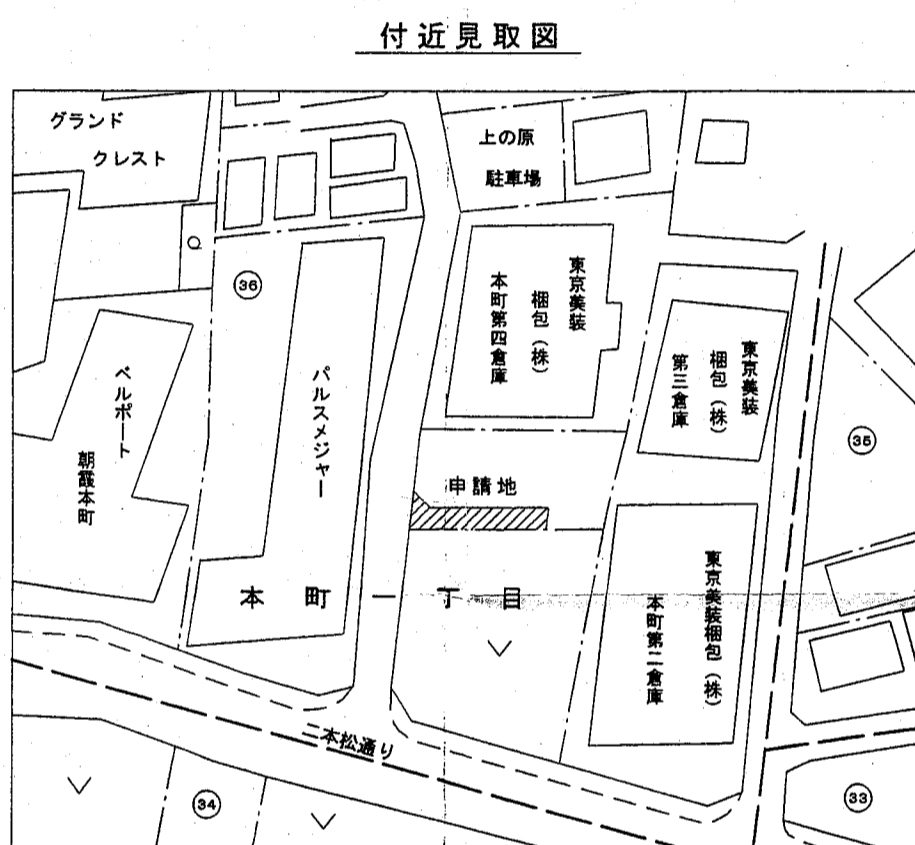 付近見取図
グランド
クレスト
上の原
駐車場
36
東京美装
梱包(株)
本町第四倉庫
東京美装
梱包(株)
第三倉庫
ベルポート
朝霞本町
パルスメジャー
35
申請地
本町一丁目
東京美装梱包(株)
本町第二倉庫
二本松通り
34
33